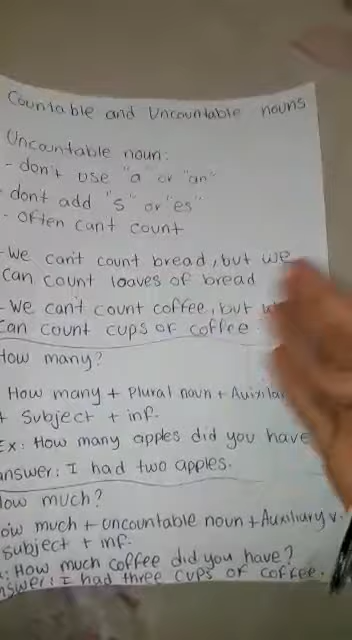 Countable and Uncountable nouns
Uncountable noun:
- don't use "a" or "an"
- dont add "s" or "es"
- Often can't count
- We can't count bread, but we
can count loaves of bread
- We can't count coffee, but
can count cups of coffee
How many?
How many + Plural noun + Auxilia
+ Subject + inf.
Ex: How many apples did you have
answer: I had two apples.
How much?
How much + Uncountable noun + Auxiliary v.
Subject + inf.
: How much coffee did you have?
answer: I had three cups of coffee.